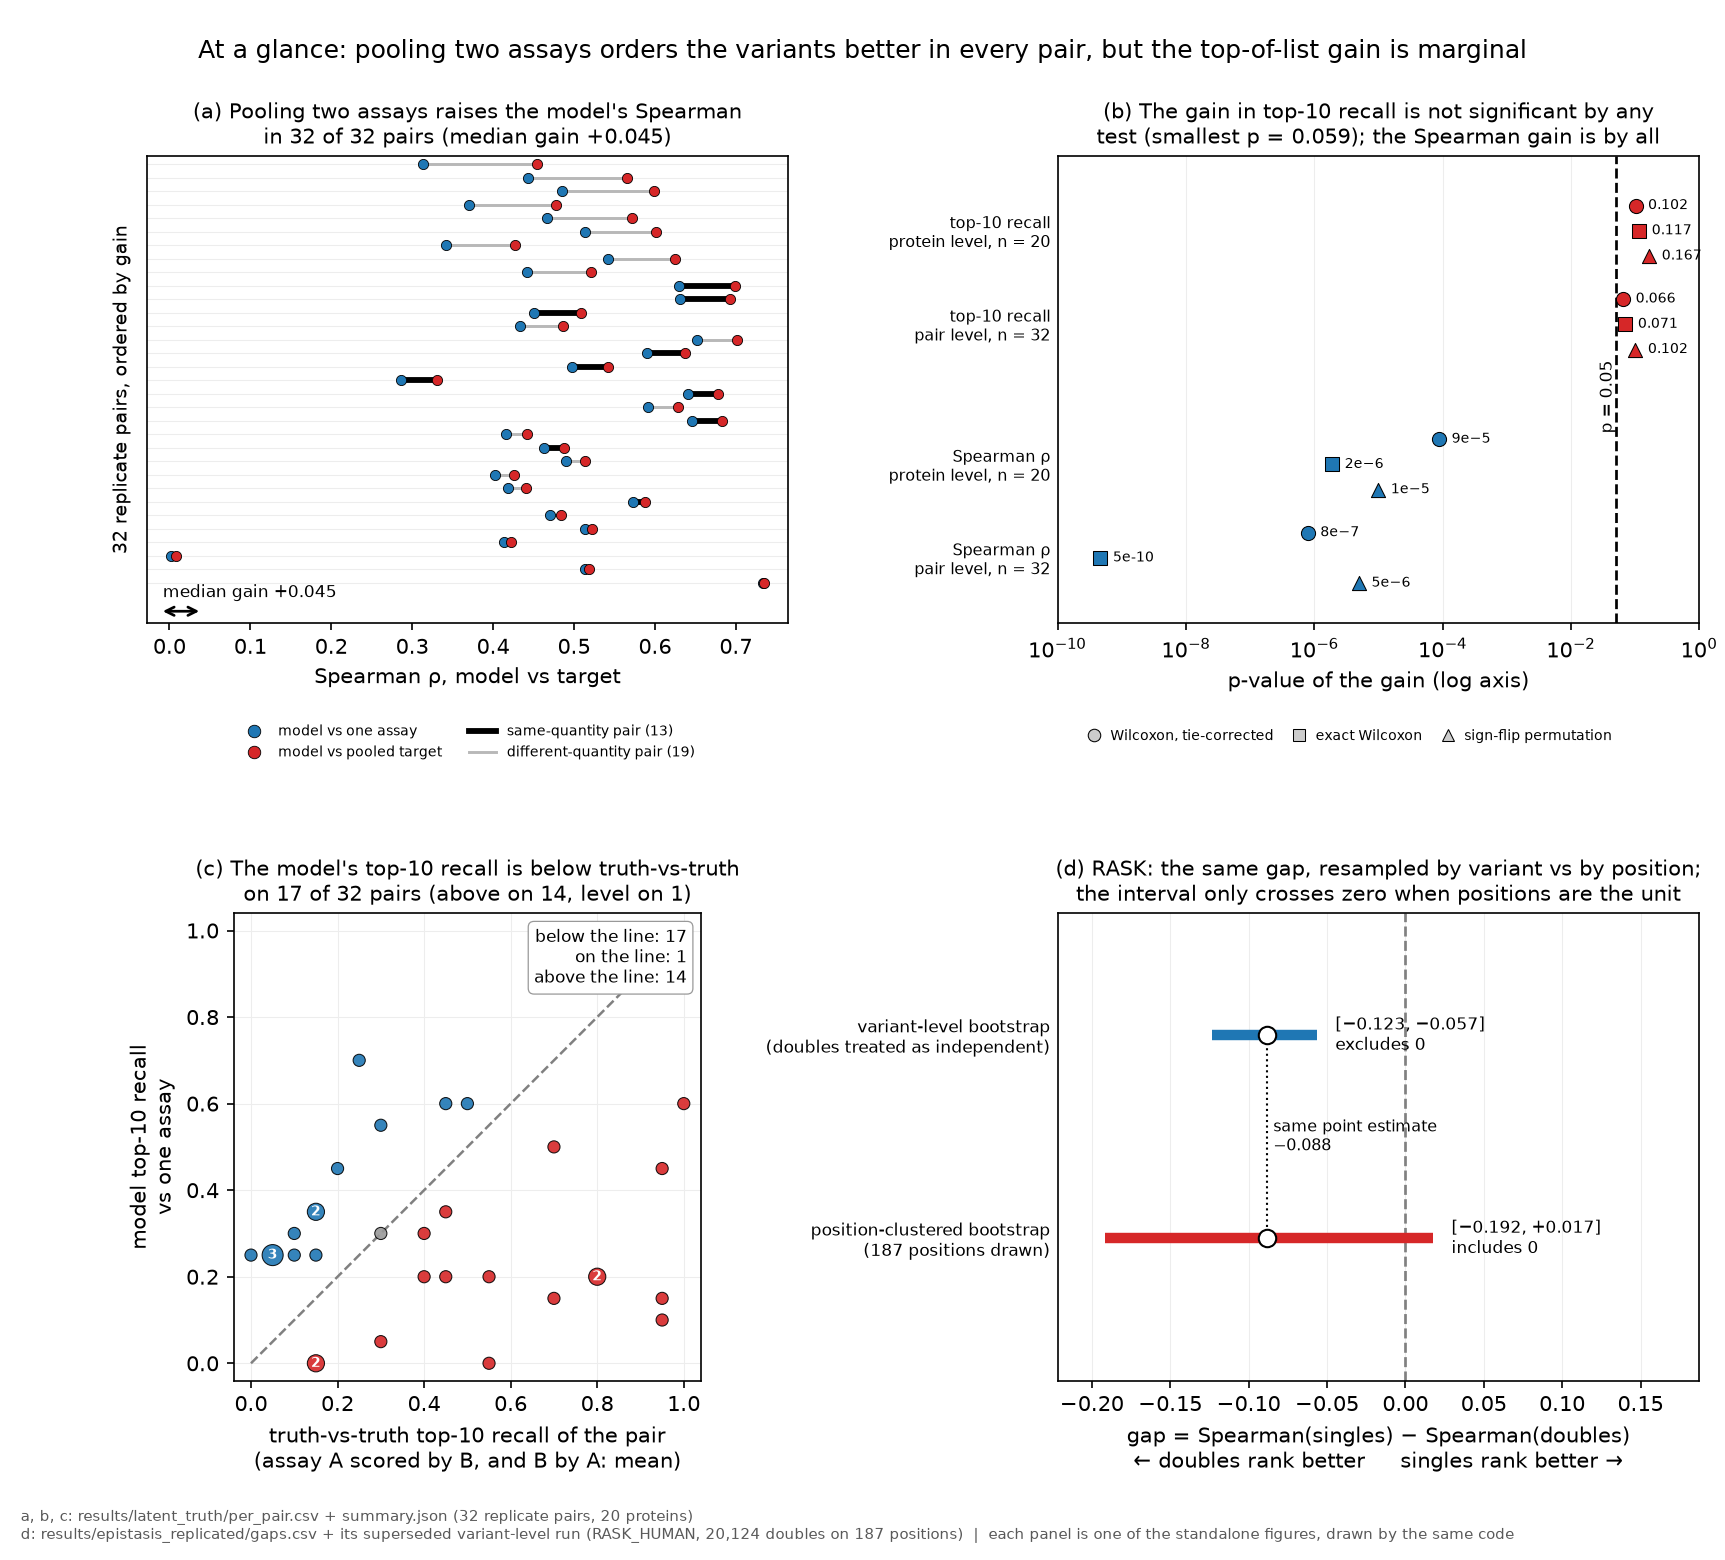 At a glance: pooling two assays orders the variants better in every pair, but the top-of-list gain is marginal
(a) Pooling two assays raises the model's Spearman
in 32 of 32 pairs (median gain +0.045)
32 replicate pairs, ordered by gain
median gain +0.045
0.0 0.1 0.2 0.3 0.4 0.5 0.6 0.7
Spearman ρ, model vs target
model vs one assay
model vs pooled target
same-quantity pair (13)
different-quantity pair (19)
(b) The gain in top-10 recall is not significant by any
test (smallest p = 0.059); the Spearman gain is by all
top-10 recall
protein level, n = 20
0.102
0.117
0.167
top-10 recall
pair level, n = 32
0.066
0.071
0.102
p = 0.05
Spearman ρ
protein level, n = 20
9e−5
2e−6
1e−5
Spearman ρ
pair level, n = 32
8e−7
5e-10
5e−6
10⁻¹⁰ 10⁻⁸ 10⁻⁶ 10⁻⁴ 10⁻² 10⁰
p-value of the gain (log axis)
Wilcoxon, tie-corrected exact Wilcoxon sign-flip permutation
(c) The model's top-10 recall is below truth-vs-truth
on 17 of 32 pairs (above on 14, level on 1)
below the line: 17
on the line: 1
above the line: 14
model top-10 recall
vs one assay
1.0
0.8
0.6
0.4
0.2
0.0
2
3
2
2
0.0 0.2 0.4 0.6 0.8 1.0
truth-vs-truth top-10 recall of the pair
(assay A scored by B, and B by A: mean)
(d) RASK: the same gap, resampled by variant vs by position;
the interval only crosses zero when positions are the unit
variant-level bootstrap
(doubles treated as independent)
[−0.123, −0.057]
excludes 0
same point estimate
−0.088
position-clustered bootstrap
(187 positions drawn)
[−0.192, +0.017]
includes 0
−0.20 −0.15 −0.10 −0.05 0.00 0.05 0.10 0.15
gap = Spearman(singles) − Spearman(doubles)
← doubles rank better singles rank better →
a, b, c: results/latent_truth/per_pair.csv + summary.json (32 replicate pairs, 20 proteins)
d: results/epistasis_replicated/gaps.csv + its superseded variant-level run (RASK_HUMAN, 20,124 doubles on 187 positions) | each panel is one of the standalone figures, drawn by the same code